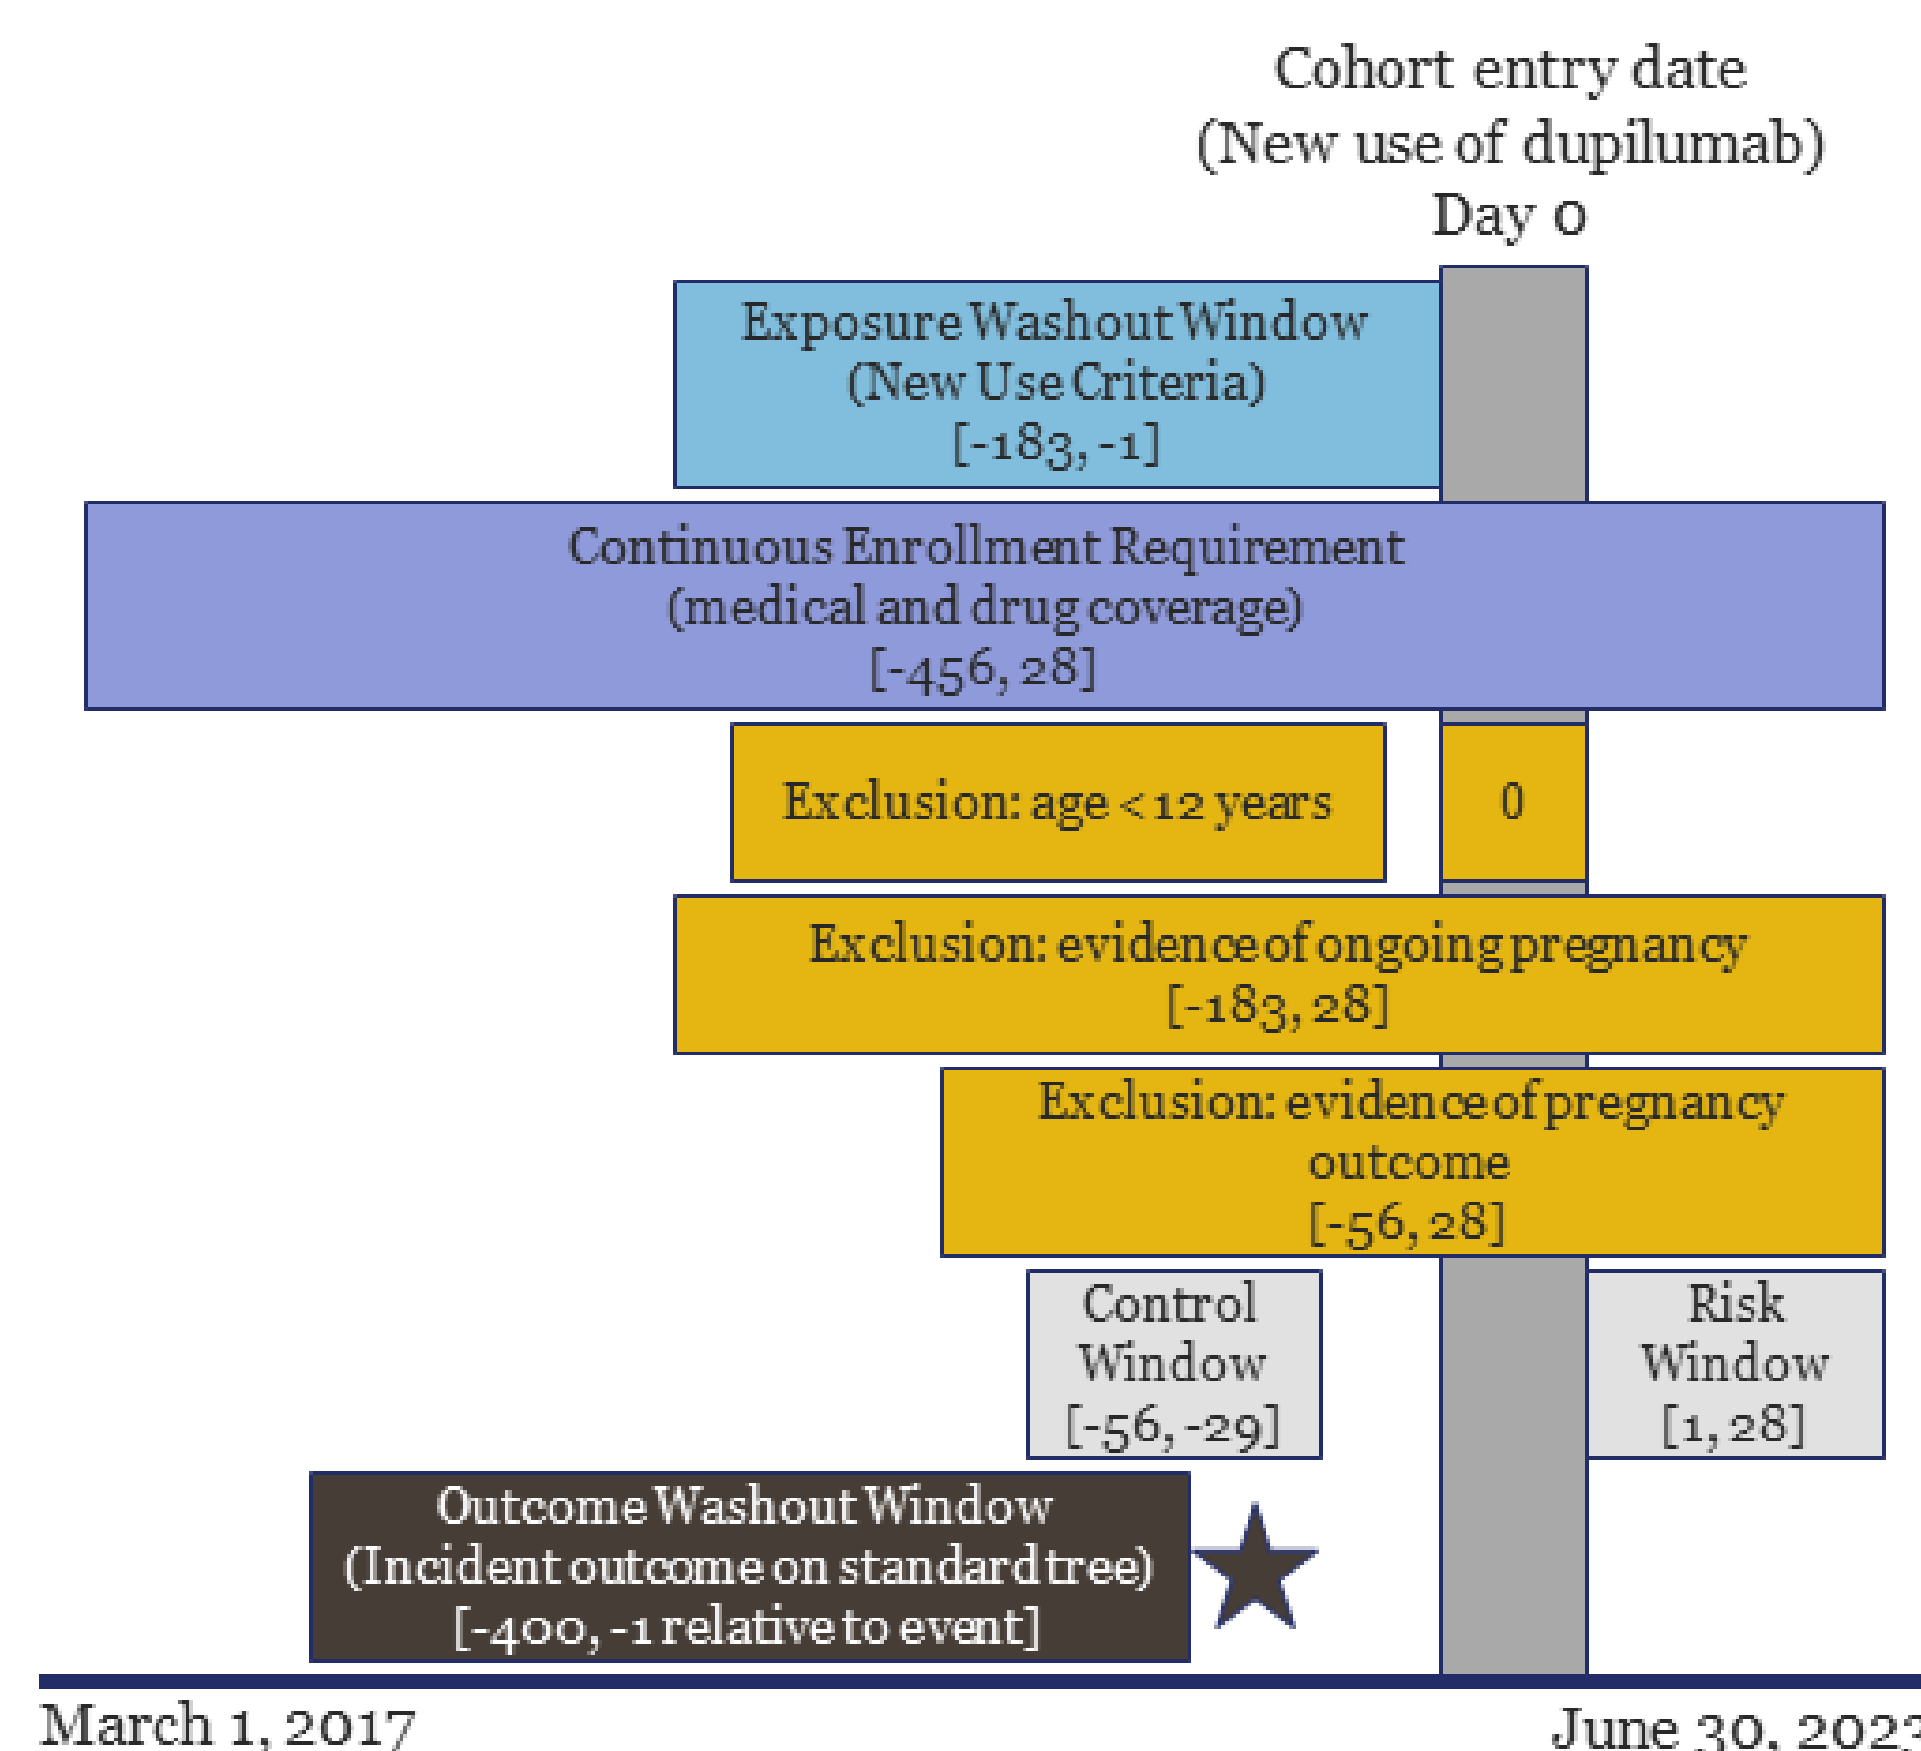 Cohort entry date
(New use of dupilumab)
Day 0
Exposure Washout Window
(New Use Criteria)
[-183, -1]
Continuous Enrollment Requirement
(medical and drug coverage)
[-456, 28]
Exclusion: age < 12 years
0
Exclusion: evidence of ongoing pregnancy
[-183, 28]
Exclusion: evidence of pregnancy
outcome
[-56, 28]
Control
Window
[-56, -29]
Risk
Window
[1, 28]
Outcome Washout Window
(Incident outcome on standard tree)
[-400, -1 relative to event]
March 1, 2017
June 30, 2023